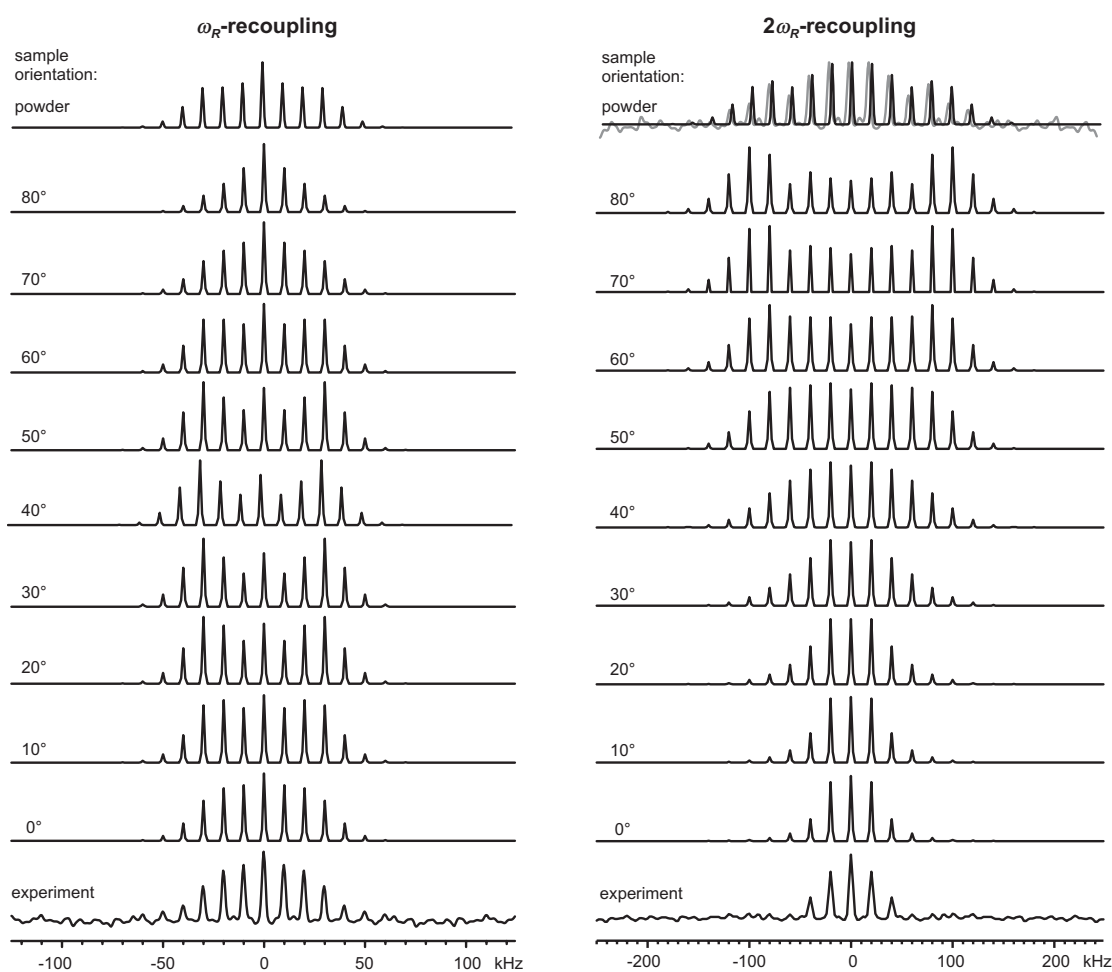 ωR-recoupling
sample
orientation:
powder
80°
70°
60°
50°
40°
30°
20°
10°
0°
experiment
-100 -50 0 50 100 kHz
2ωR-recoupling
sample
orientation:
powder
80°
70°
60°
50°
40°
30°
20°
10°
0°
experiment
-200 -100 0 100 200 kHz